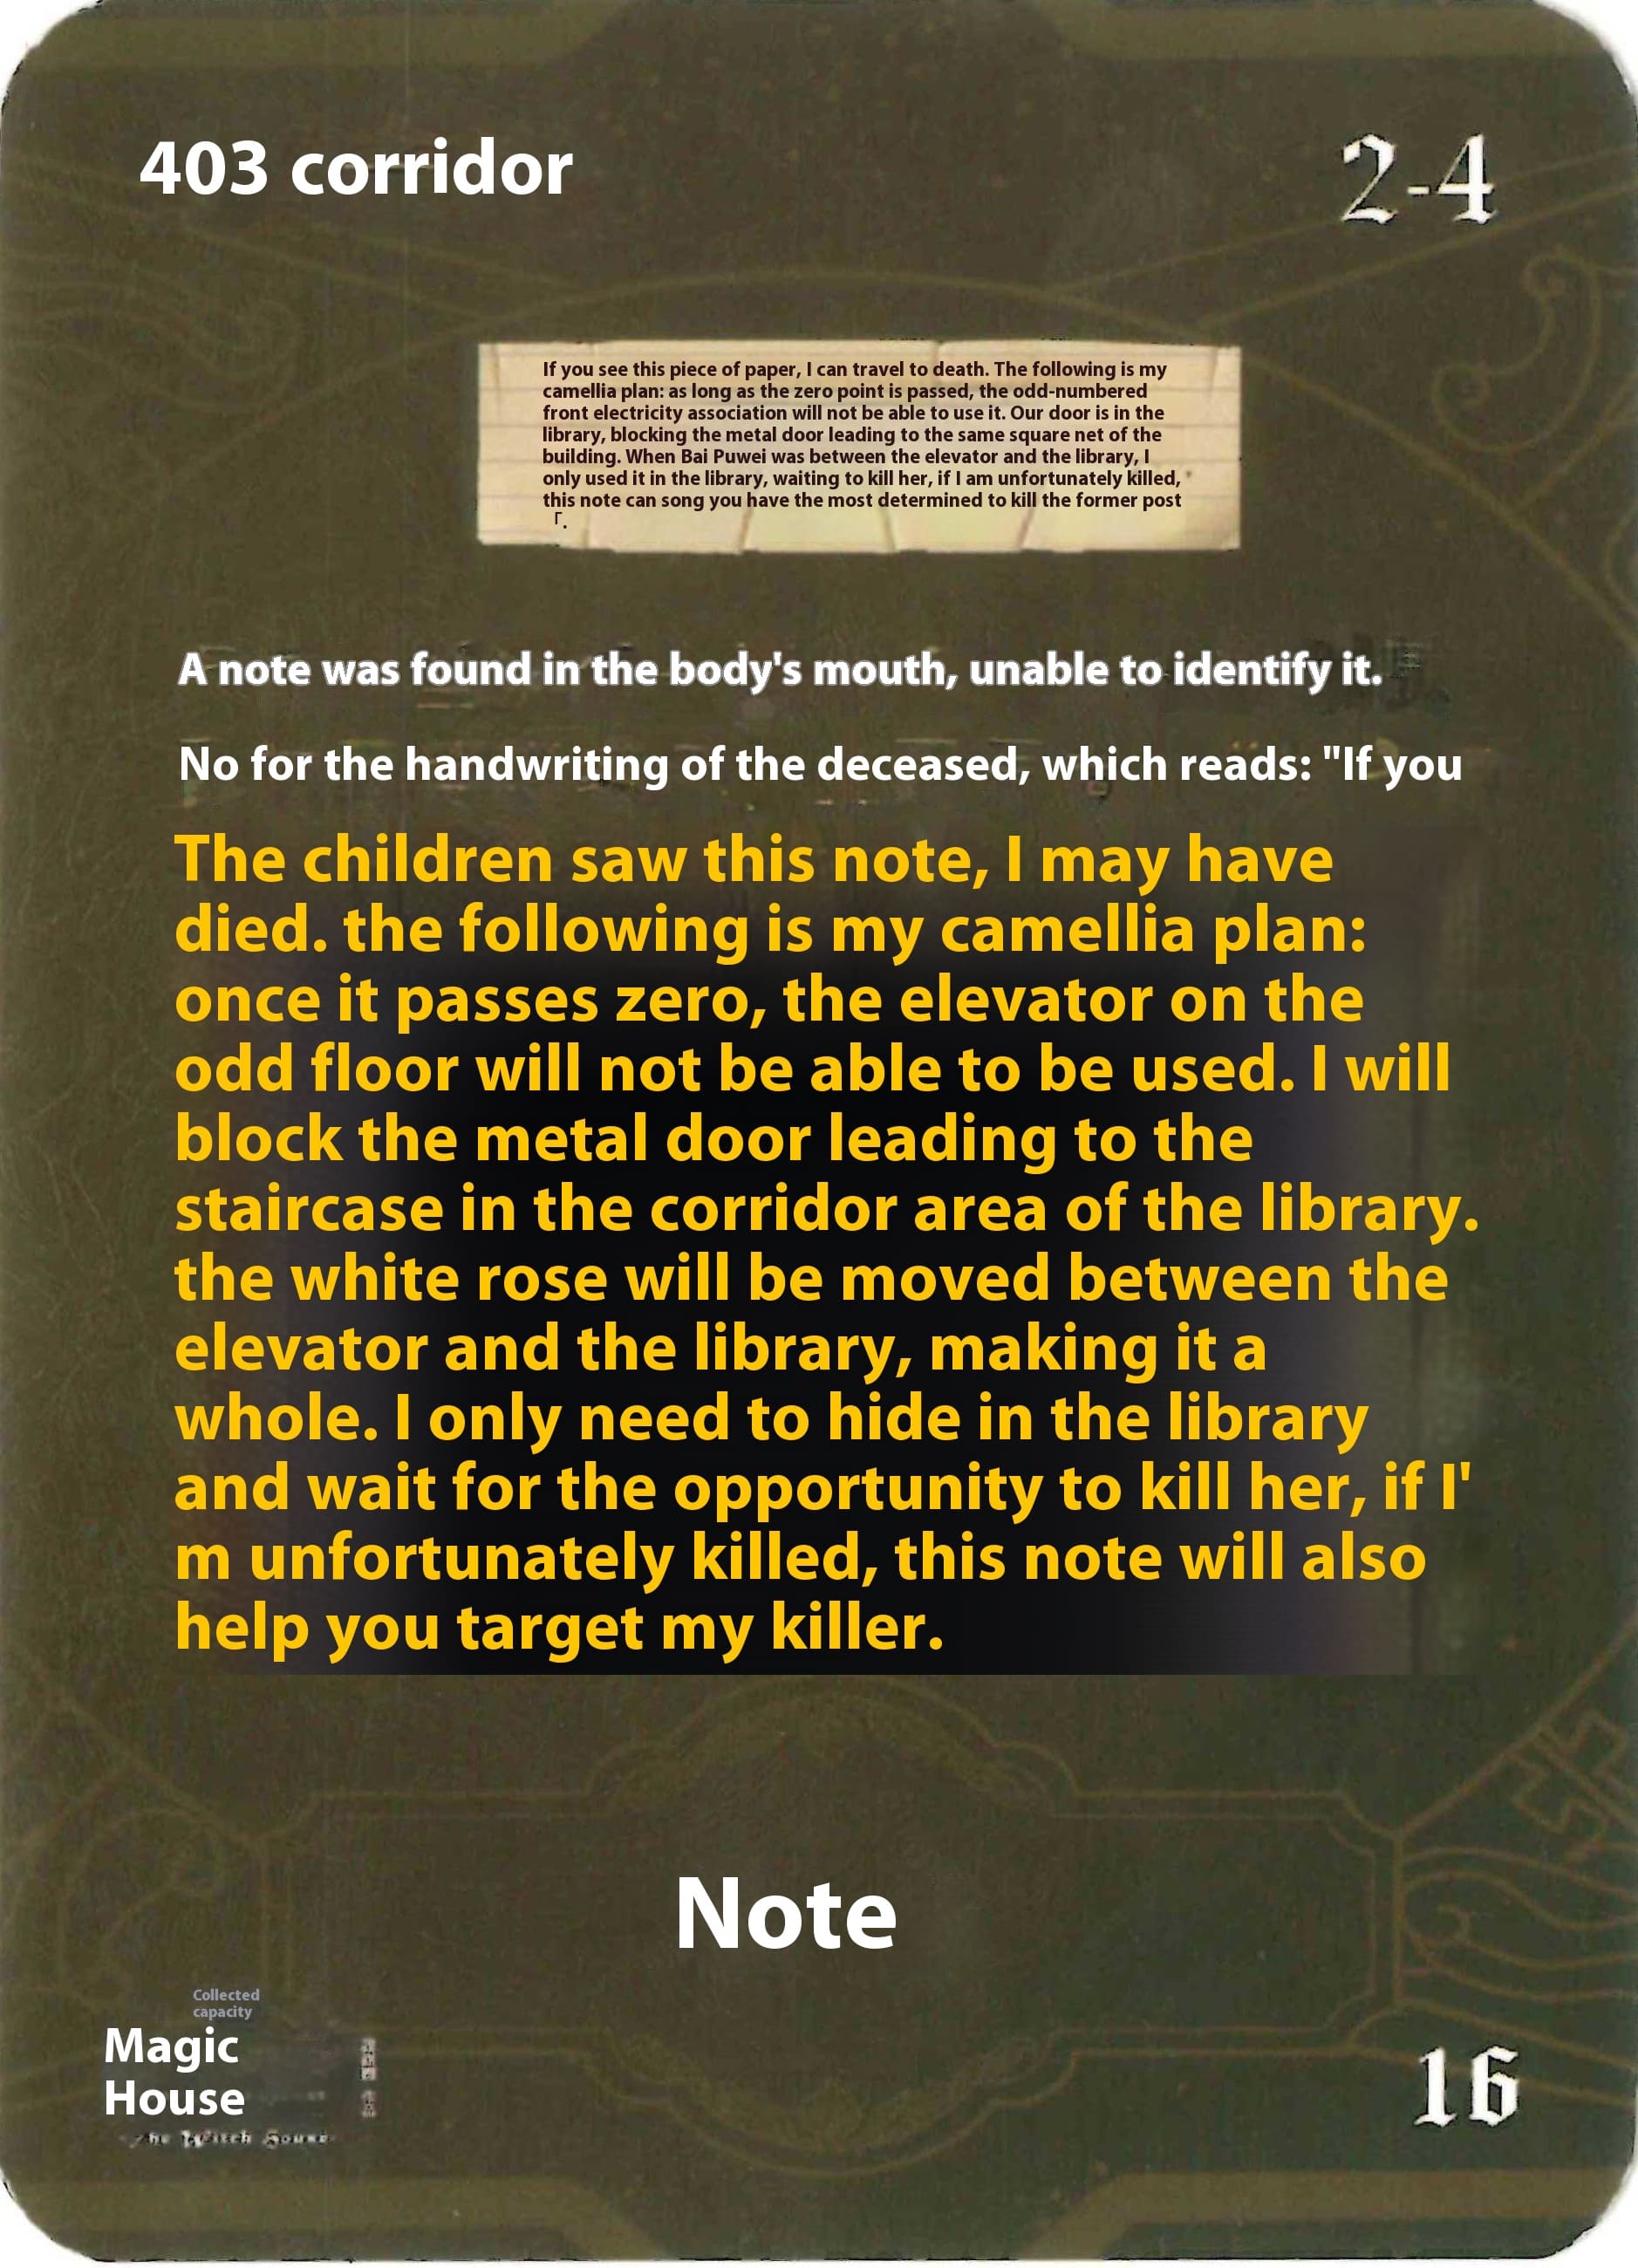 403 corridor
2-4
If you see this piece of paper, I can travel to death. The following is my
camellia plan: as long as the zero point is passed, the odd-numbered
front electricity association will not be able to use it. Our door is in the
library, blocking the metal door leading to the same square net of the
building. When Bai Puwei was between the elevator and the library, I
only used it in the library, waiting to kill her, if I am unfortunately killed,
this note can song you have the most determined to kill the former post
「.
A note was found in the body's mouth, unable to identify it.
No for the handwriting of the deceased, which reads: "If you
The children saw this note, I may have
died. the following is my camellia plan:
once it passes zero, the elevator on the
odd floor will not be able to be used. I will
block the metal door leading to the
staircase in the corridor area of the library.
the white rose will be moved between the
elevator and the library, making it a
whole. I only need to hide in the library
and wait for the opportunity to kill her, if I'
m unfortunately killed, this note will also
help you target my killer.
Note
Collected
capacity
Magic
House
the Witch House
16